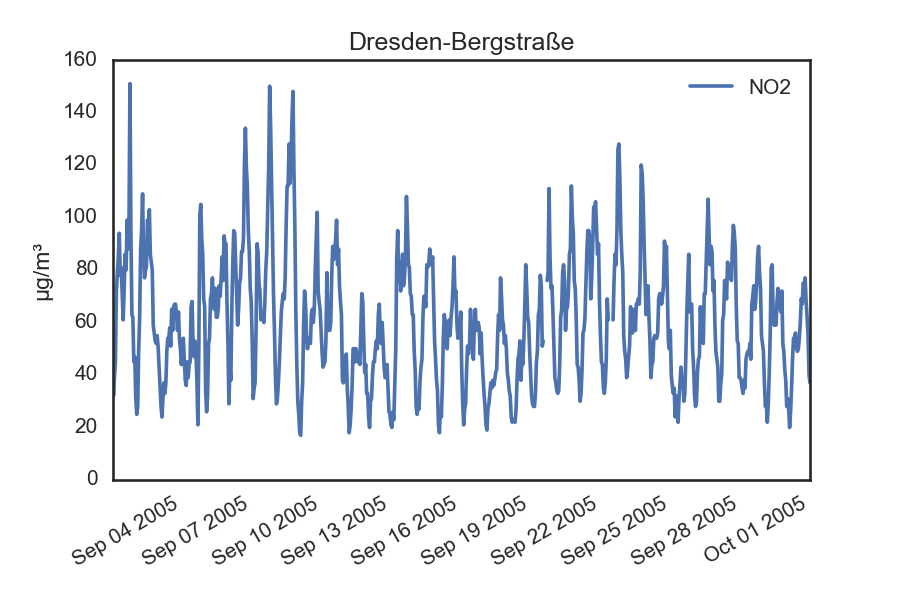 Dresden-Bergstraße
160
140
120
100
80
60
40
20
0
µg/m³
NO2
Sep 04 2005
Sep 07 2005
Sep 10 2005
Sep 13 2005
Sep 16 2005
Sep 19 2005
Sep 22 2005
Sep 25 2005
Sep 28 2005
Oct 01 2005